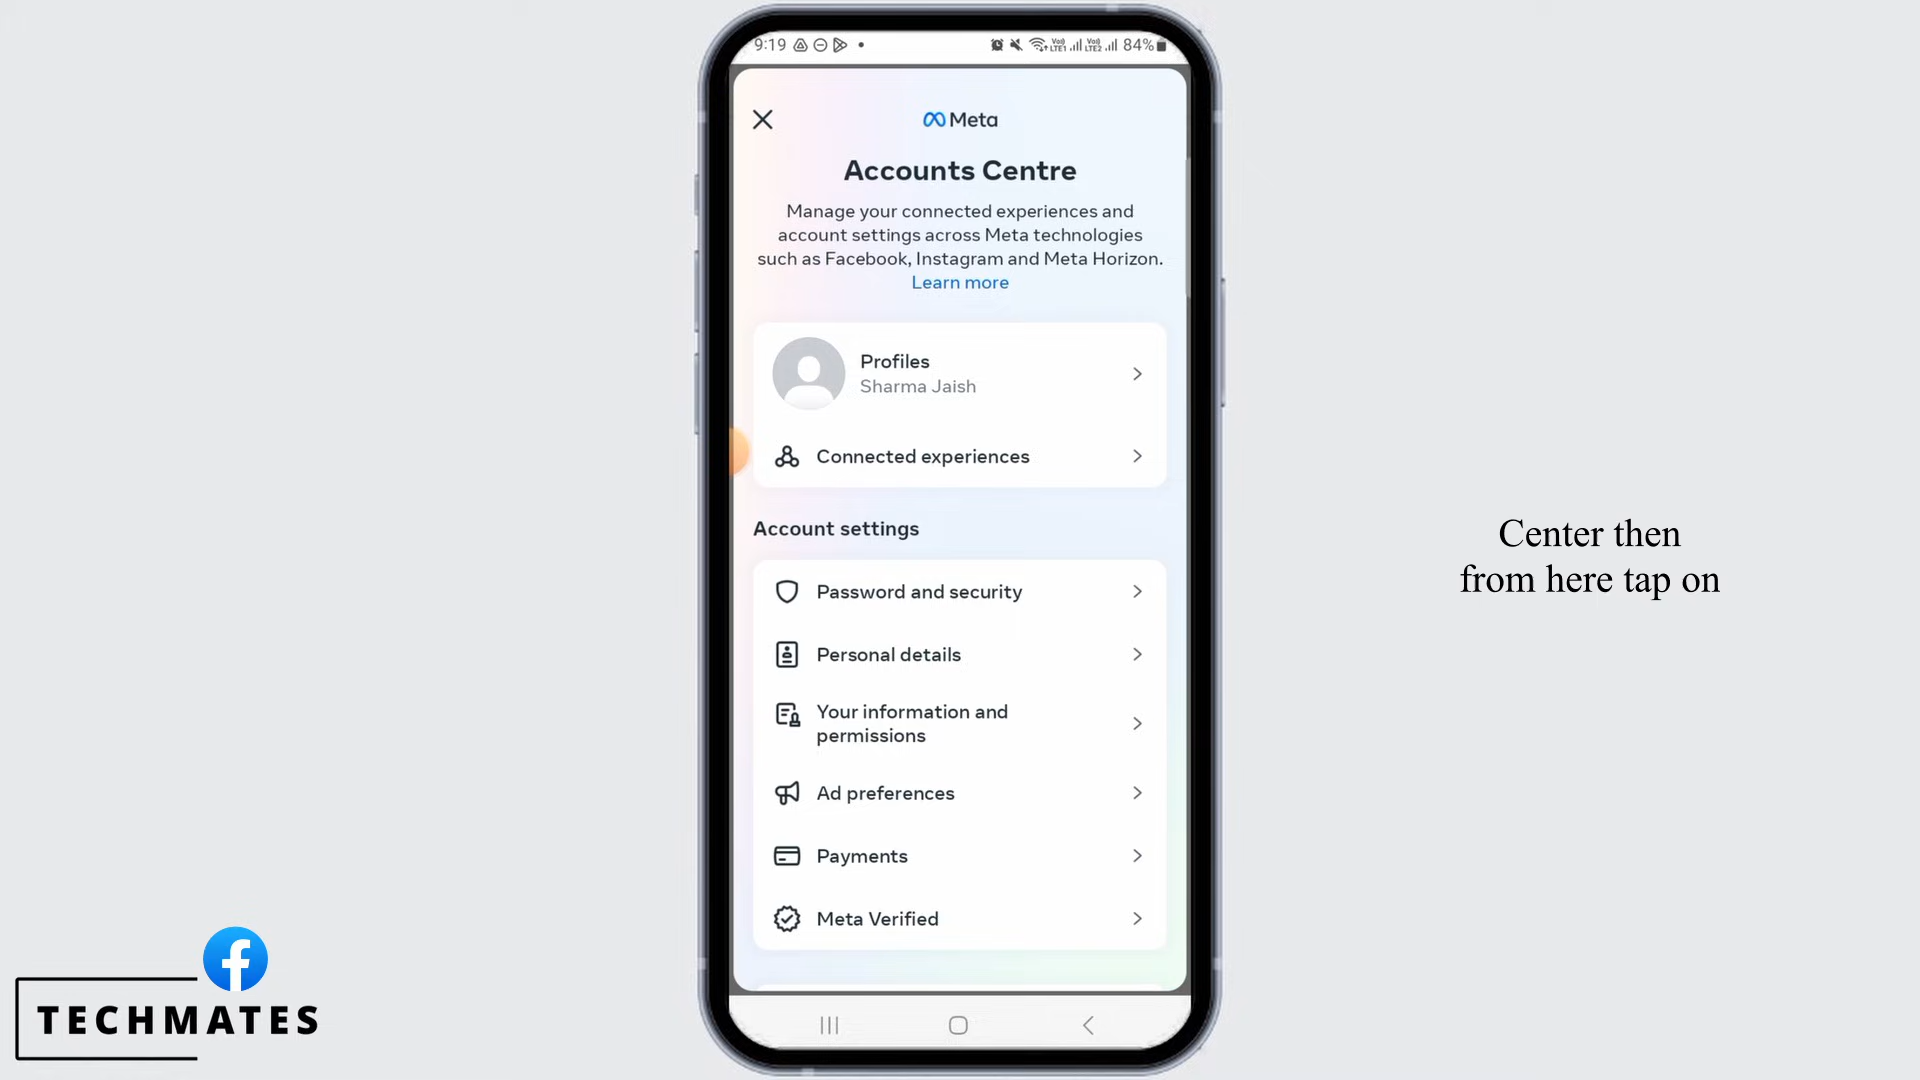 9:19 84%
Meta
Accounts Centre
Manage your connected experiences and
account settings across Meta technologies
such as Facebook, Instagram and Meta Horizon.
Learn more
Profiles
Sharma Jaish
Connected experiences
Account settings
Password and security
Personal details
Your information and
permissions
Ad preferences
Payments
Meta Verified
Center then
from here tap on
TECHMATES